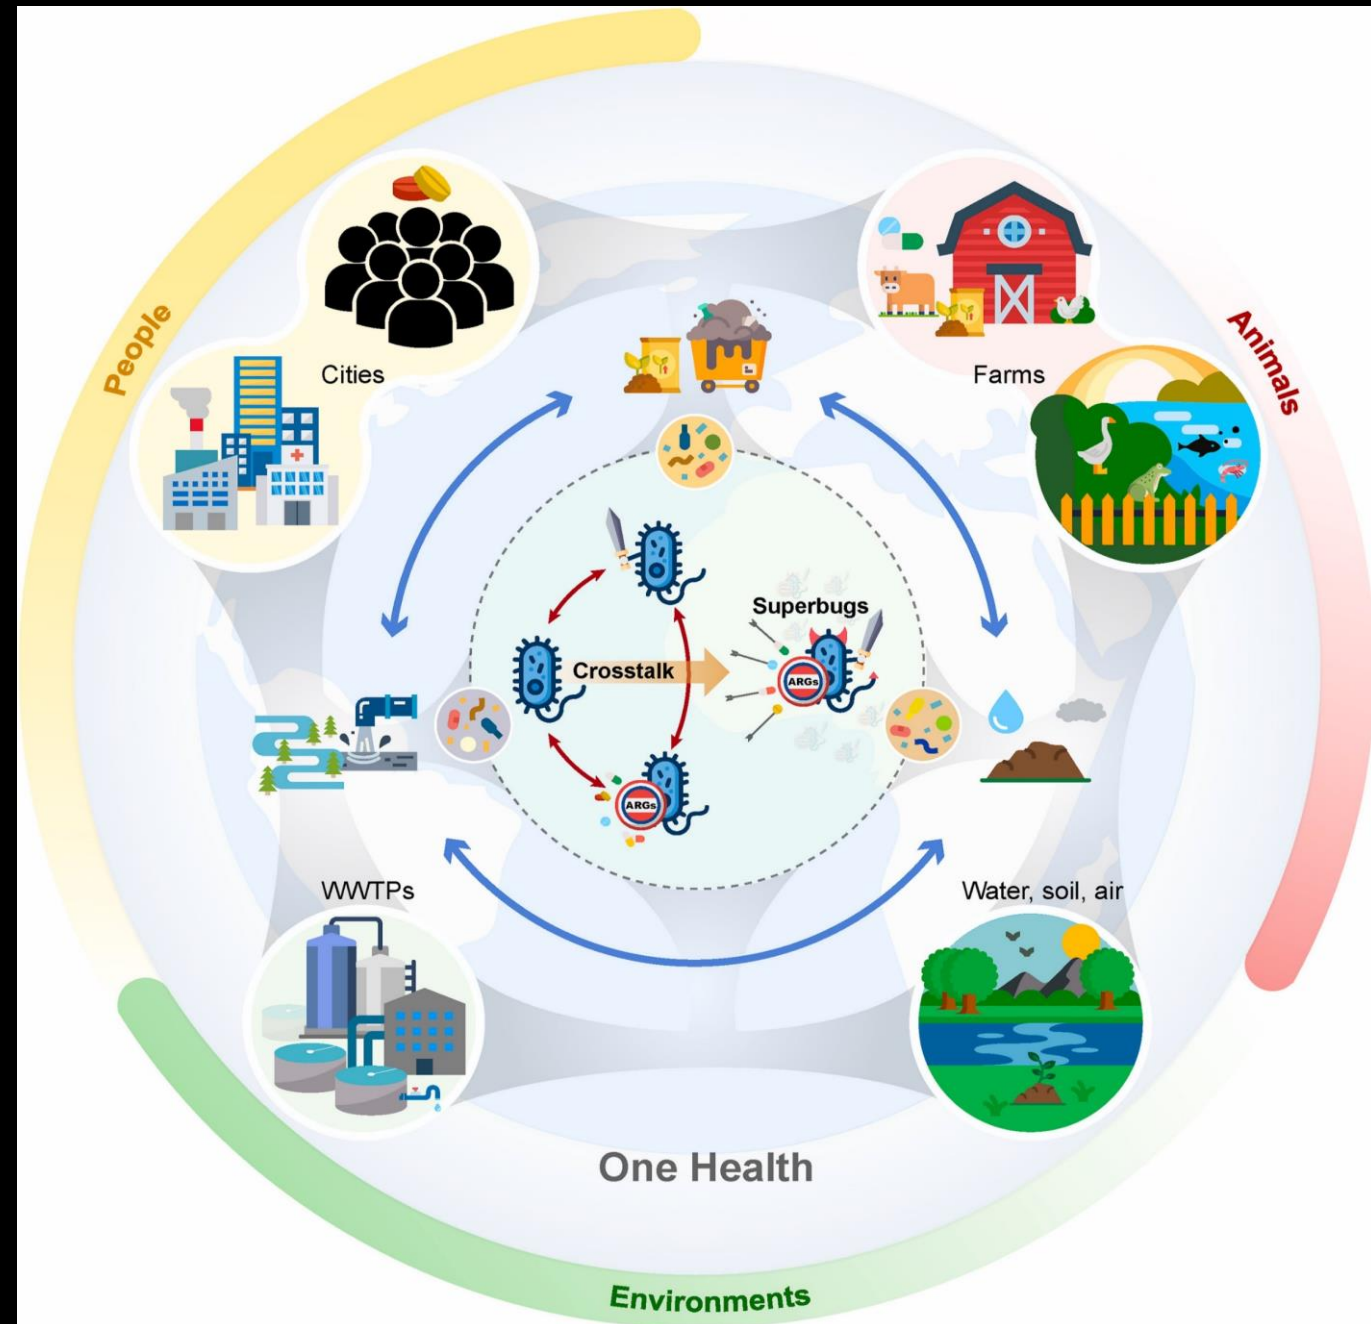 People
Cities
Farms
Animals
Superbugs
Crosstalk
ARGs
ARGs
WWTPs
Water, soil, air
One Health
Environments